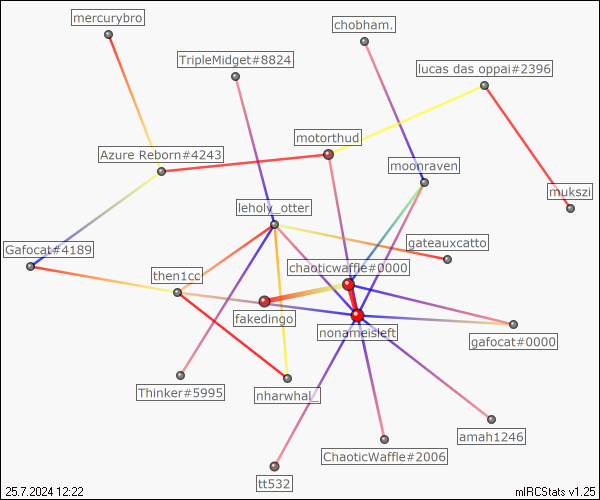 mercurybro
chobham.
TripleMidget#8824
lucas das oppai#2396
motorthud
Azure Reborn#4243
moonraven
mukszi
leholy_otter
Gafocat#4189
gateauxcatto
chaoticwaffle#0000
then1cc
fakedingo
nonameisleft
gafocat#0000
Thinker#5995
nharwhal_
amah1246
ChaoticWaffle#2006
tt532
25.7.2024 12:22
mIRCStats v1.25